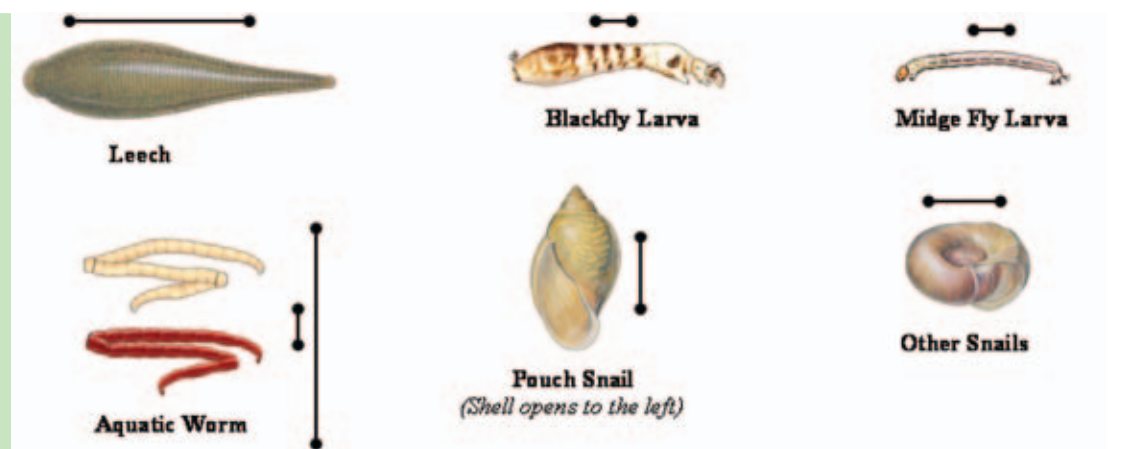 Blackfly Larva
Midge Fly Larva
Leech
Other Snails
Pouch Snail
(Shell opens to the left)
Aquatic Worm